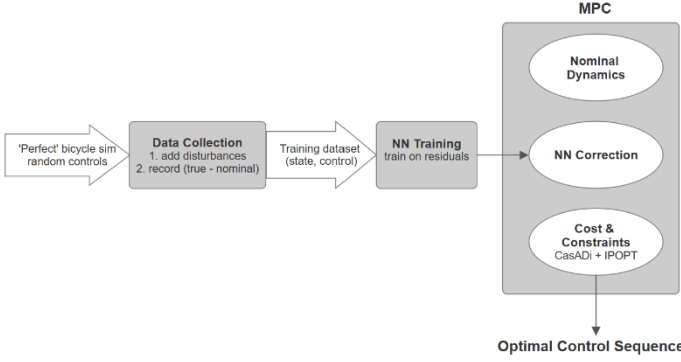 MPC
Nominal
Dynamics
'Perfect' bicycle sim
random controls
Data Collection
1. add disturbances
2. record (true - nominal)
Training dataset
(state, control)
NN Training
train on residuals
NN Correction
Cost &
Constraints
CasADi + IPOPT
Optimal Control Sequence